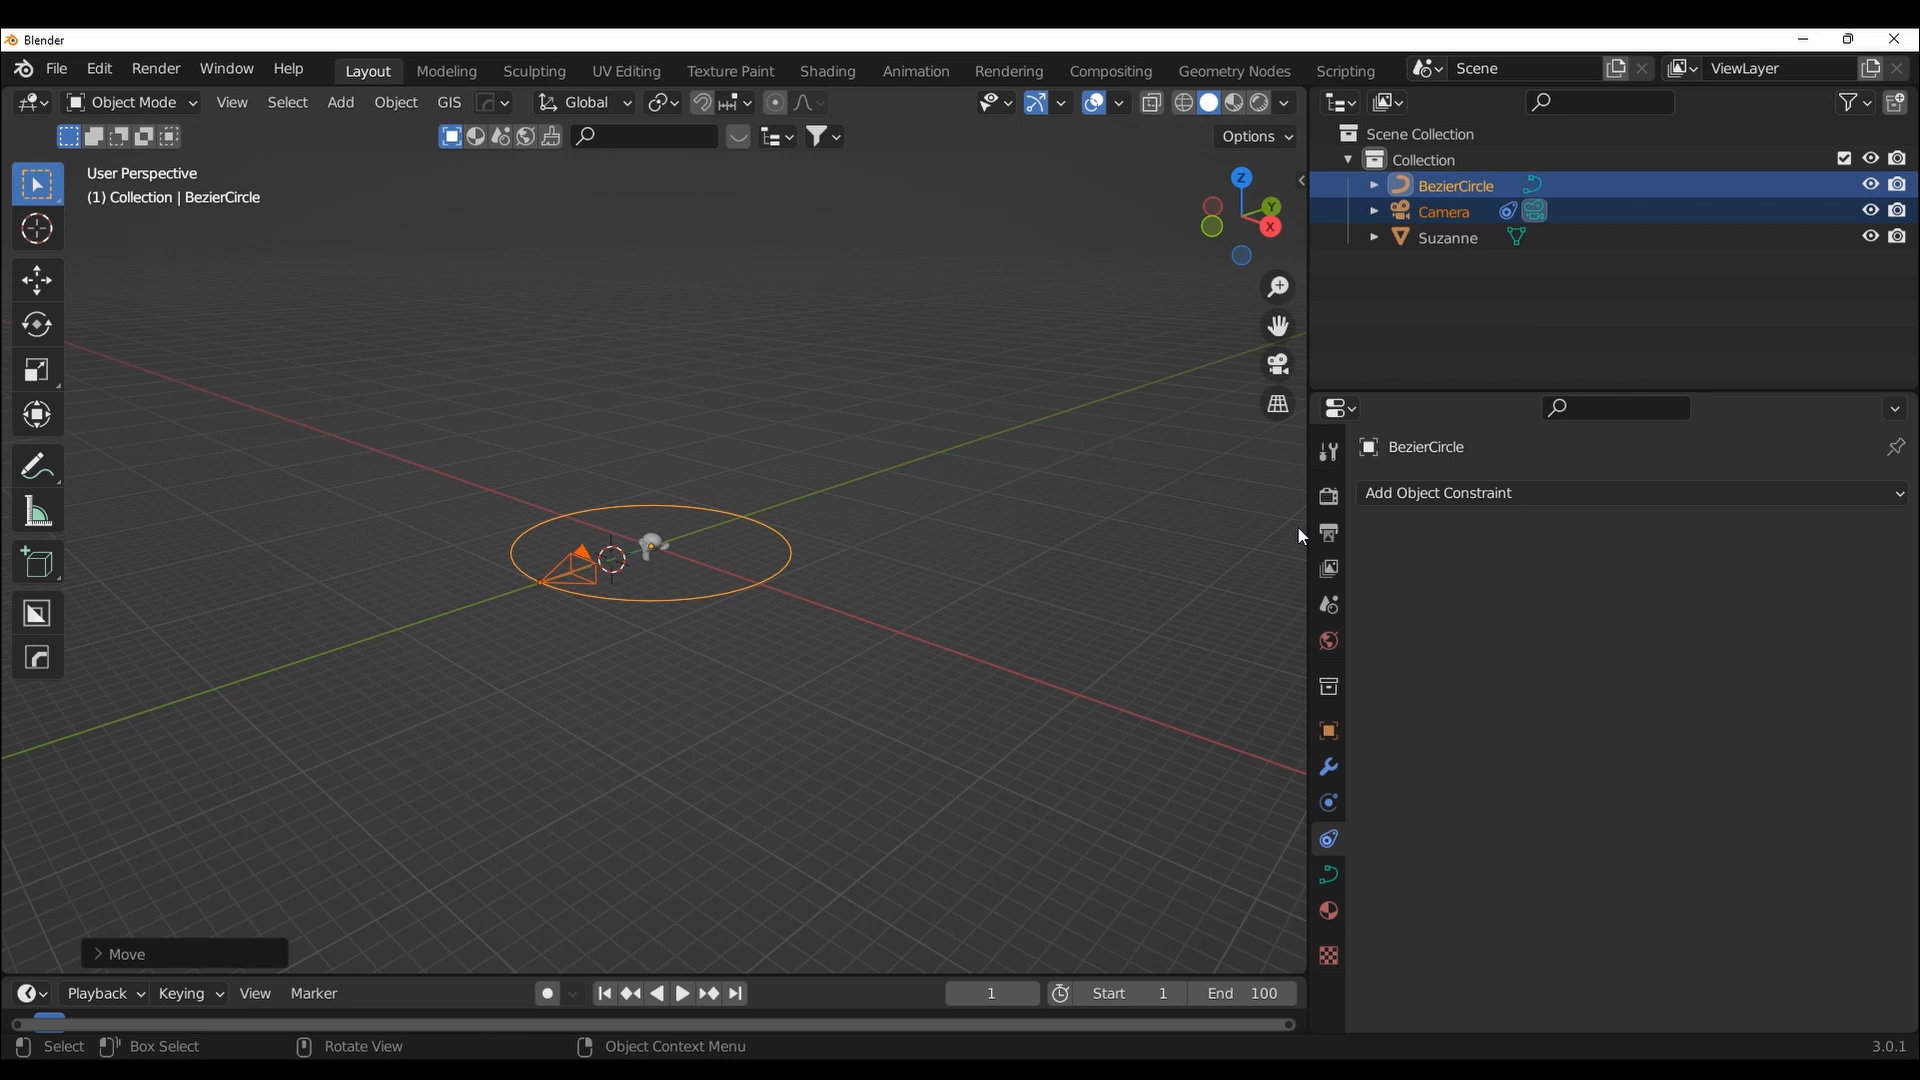 Blender
File Edit Render Window Help Layout Modeling Sculpting UV Editing Texture Paint Shading Animation Rendering Compositing Geometry Nodes Scripting Scene ViewLayer
Object Mode View Select Add Object GIS Global
Options
User Perspective
(1) Collection | BezierCircle
Z
Y
X
Scene Collection
Collection
BezierCircle
Camera
Suzanne
BezierCircle
Add Object Constraint
Move
Playback Keying View Marker 1 Start 1 End 100
Select Box Select Rotate View Object Context Menu 3.0.1